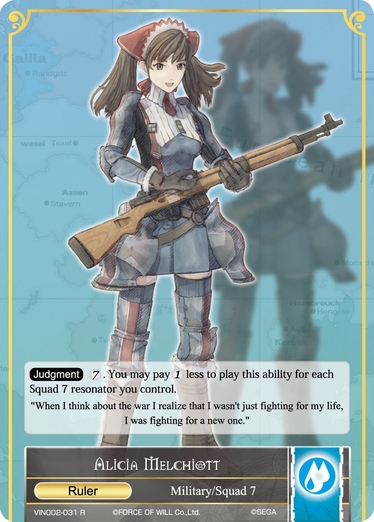 Gallia
Randgriz
Texel
Assen
Stavern
Judgment 7 . You may pay 1 less to play this ability for each
Squad 7 resonator you control.
"When I think about the war I realize that I wasn't just fighting for my life,
I was fighting for a new one."
Alicia Melchiott
Ruler
Military/Squad 7
VIN002-031 R
©FORCE OF WILL Co.,Ltd.
©SEGA